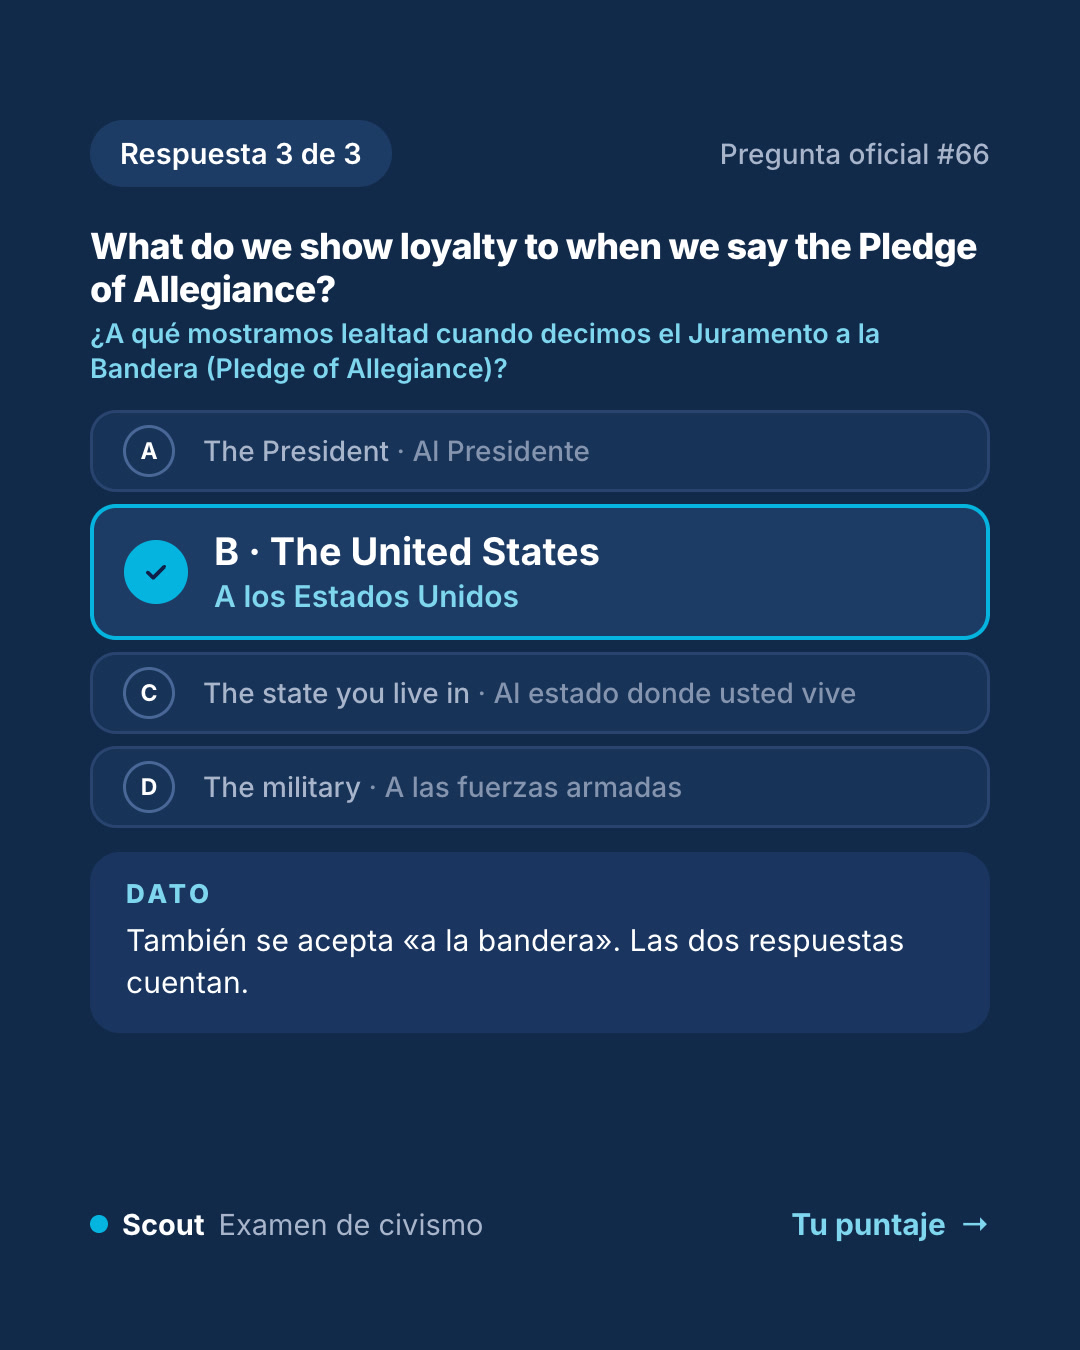 Respuesta 3 de 3
Pregunta oficial #66
What do we show loyalty to when we say the Pledge
of Allegiance?
¿A qué mostramos lealtad cuando decimos el Juramento a la
Bandera (Pledge of Allegiance)?
A The President · Al Presidente
B · The United States
A los Estados Unidos
C The state you live in · Al estado donde usted vive
D The military · A las fuerzas armadas
DATO
También se acepta «a la bandera». Las dos respuestas
cuentan.
Scout Examen de civismo
Tu puntaje →